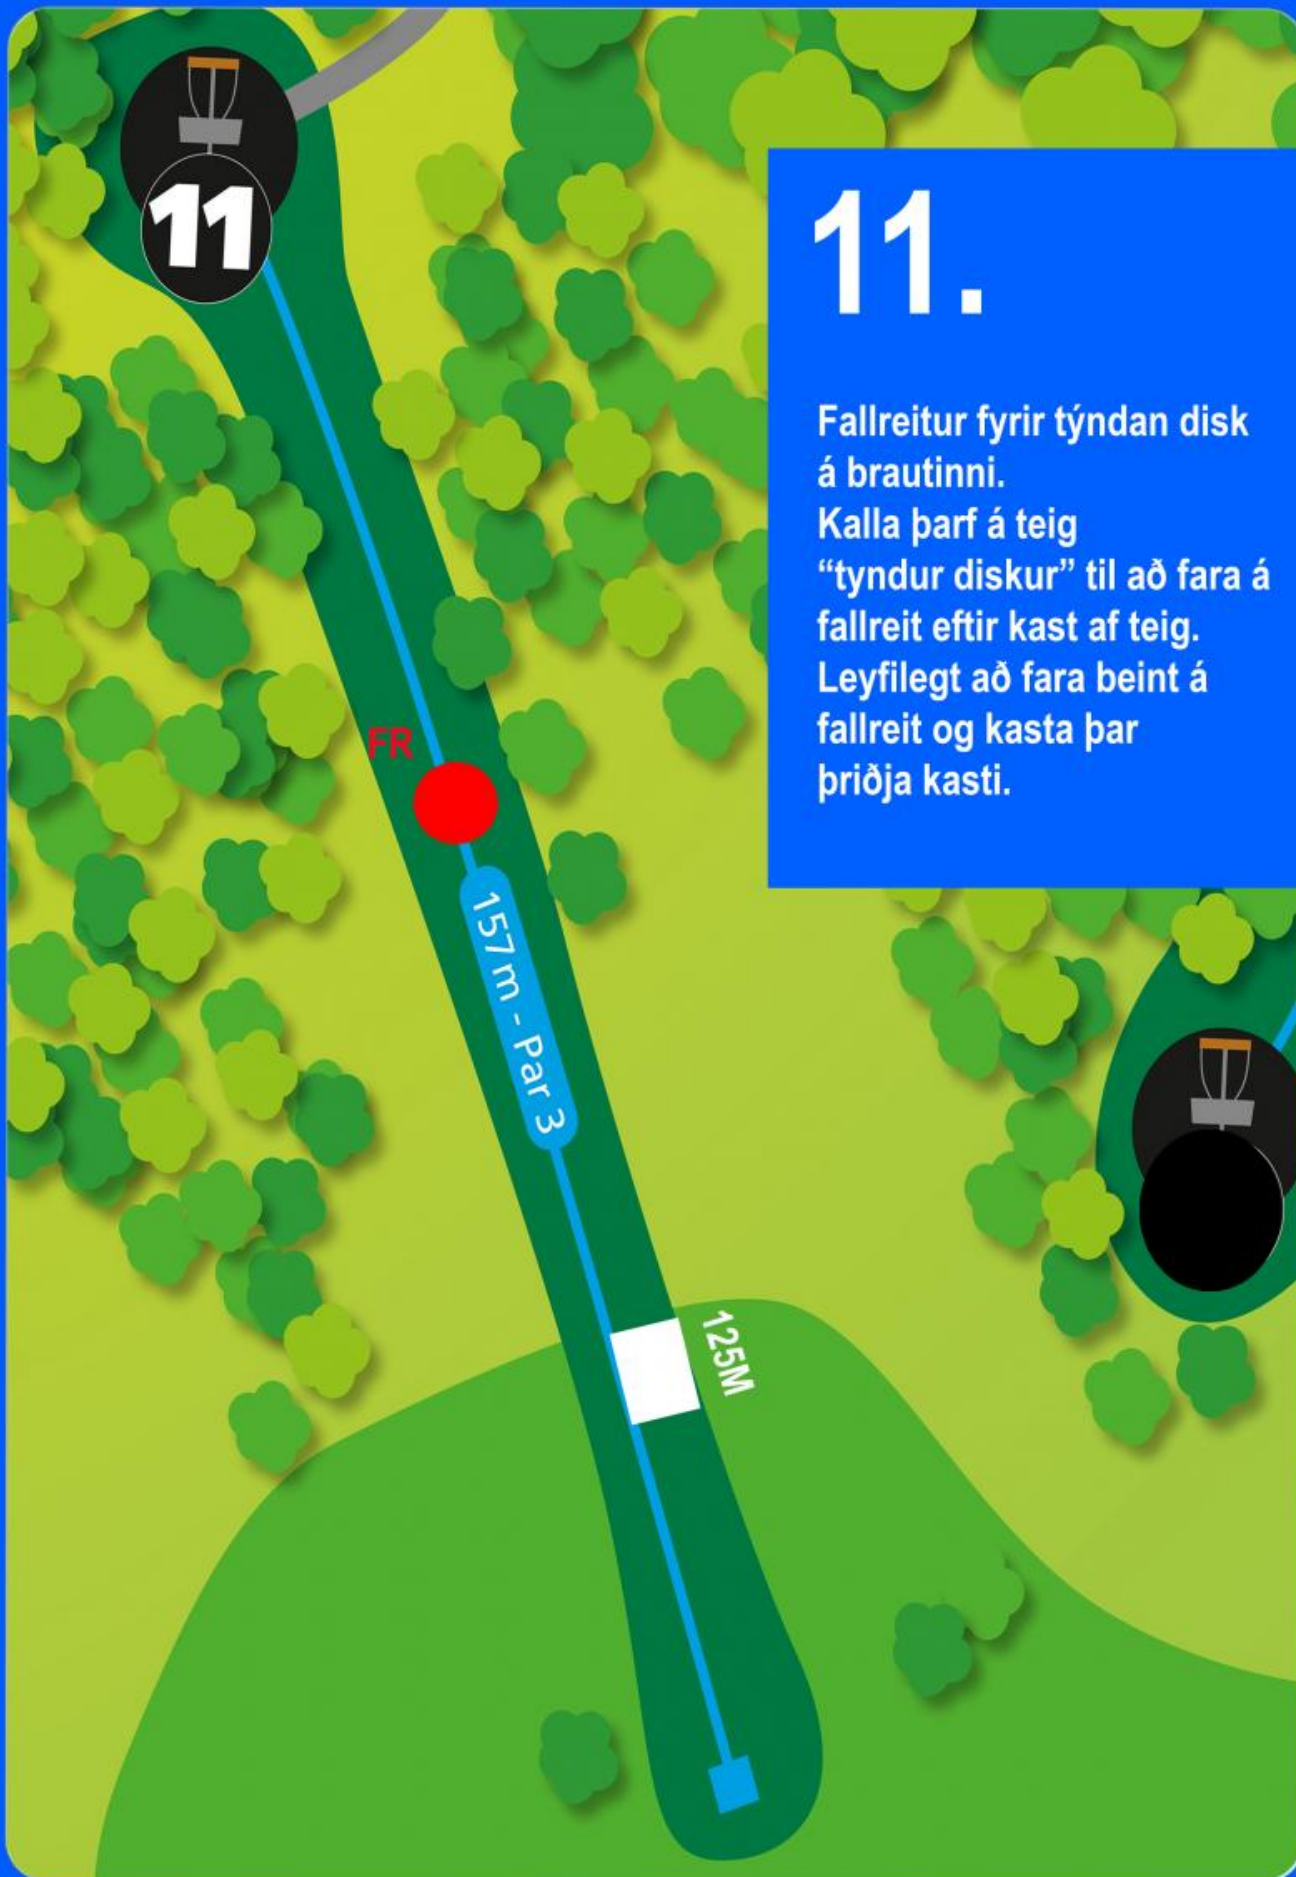 11
11.
Fallreitur fyrir týndan disk
á brautinni.
Kalla þarf á teig
“tyndur diskur” til að fara á
fallreit eftir kast af teig.
Leyfilegt að fara beint á
fallreit og kasta þar
þriðja kasti.
FR
157m - Par 3
125M